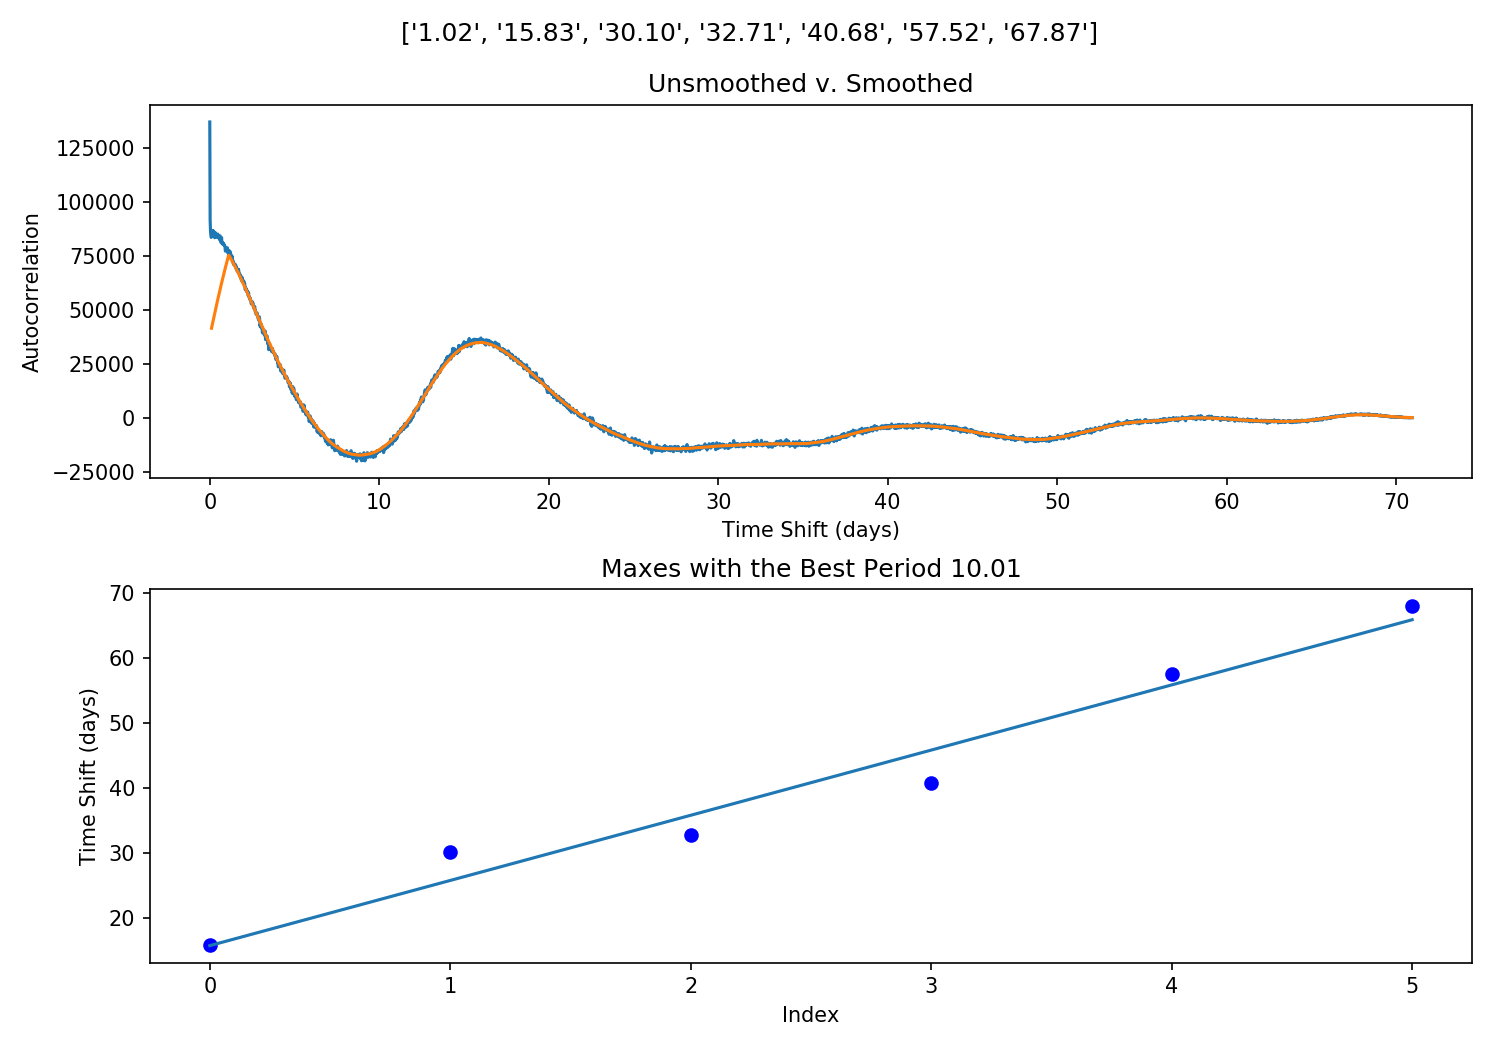 ['1.02', '15.83', '30.10', '32.71', '40.68', '57.52', '67.87']
Unsmoothed v. Smoothed
Autocorrelation
125000
100000
75000
50000
25000
0
−25000
0 10 20 30 40 50 60 70
Time Shift (days)
Maxes with the Best Period 10.01
Time Shift (days)
70
60
50
40
30
20
0 1 2 3 4 5
Index